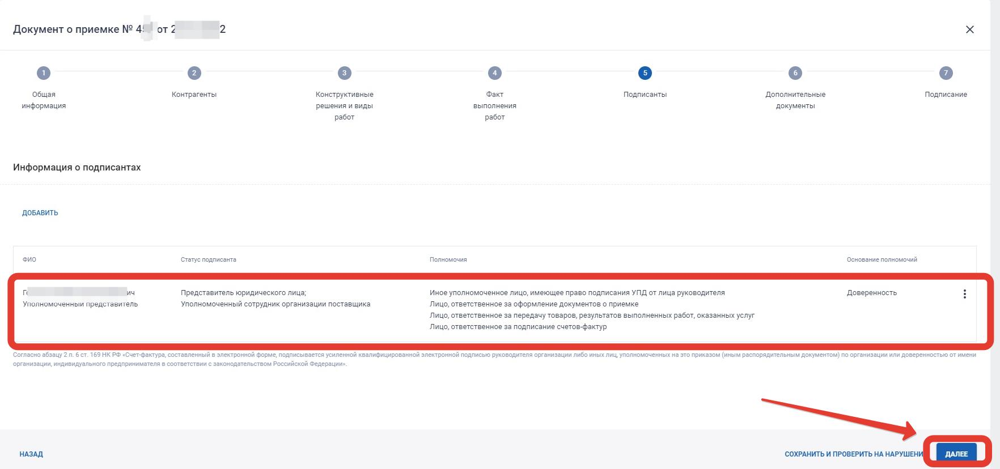 Документ о приемке № 4 от 2 2
1
2
3
4
5
6
7
Общая
информация
Контрагенты
Конструктивные
решения и виды
работ
Факт
выполнения
работ
Подписанты
Дополнительные
документы
Подписание
Информация о подписантах
ДОБАВИТЬ
ФИО Статус подписанта Полномочия Основание полномочий
ич
Уполномоченный представитель
Представитель юридического лица;
Уполномоченный сотрудник организации поставщика
Иное уполномоченное лицо, имеющее право подписания УПД от лица руководителя
Лицо, ответственное за оформление документов о приемке
Лицо, ответственное за передачу товаров, результатов выполненных работ, оказанных услуг
Лицо, ответственное за подписание счетов-фактур
Доверенность
Согласно абзацу 2 п. 6 ст. 169 НК РФ «Счет-фактура, составленный в электронной форме, подписывается усиленной квалифицированной электронной подписью руководителя организации либо иных лиц, уполномоченных на это приказом (иным распорядительным документом) по организации или доверенностью от имени
организации, индивидуального предпринимателя в соответствии с законодательством Российской Федерации».
НАЗАД
СОХРАНИТЬ И ПРОВЕРИТЬ НА НАРУШЕНИ
ДАЛЕЕ